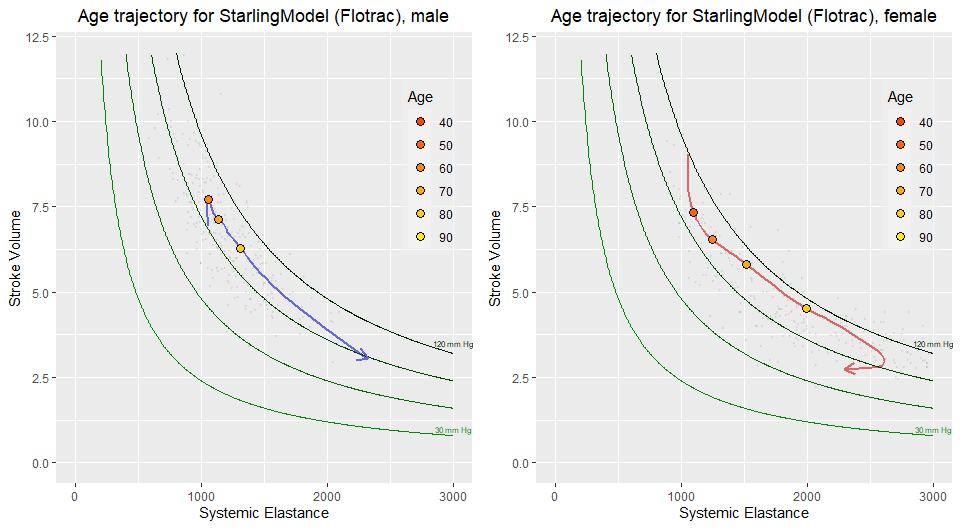 Age trajectory for StarlingModel (Flotrac), male
12.5
10.0
7.5
5.0
2.5
0.0
Stroke Volume
Age
40
50
60
70
80
90
120 mm Hg
30 mm Hg
0
1000
2000
3000
Systemic Elastance
Age trajectory for StarlingModel (Flotrac), female
12.5
10.0
7.5
5.0
2.5
0.0
Stroke Volume
Age
40
50
60
70
80
90
120 mm Hg
30 mm Hg
0
1000
2000
3000
Systemic Elastance